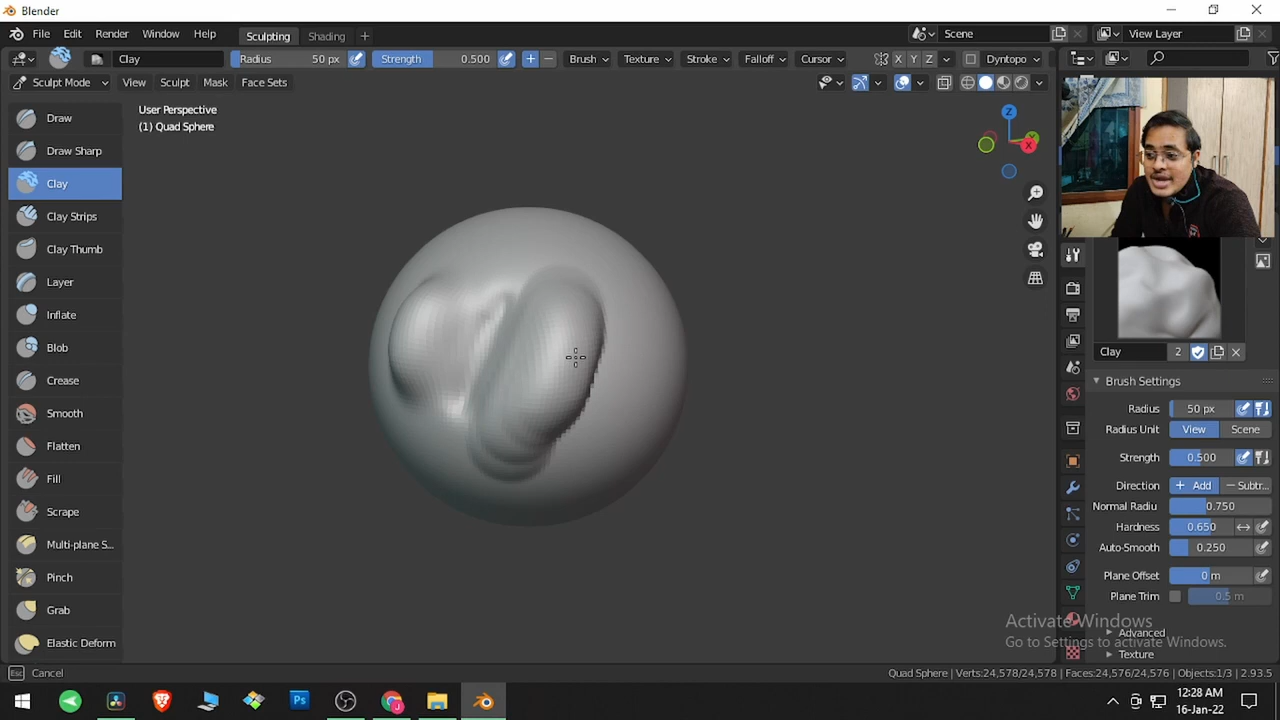 Blender
File Edit Render Window Help Sculpting Shading + Scene View Layer
Clay Radius 50 px Strength 0.500 + − Brush Texture Stroke Falloff Cursor X Y Z Dyntopo
Sculpt Mode View Sculpt Mask Face Sets
User Perspective
(1) Quad Sphere
Z
Y
X
Draw
Draw Sharp
Clay
Clay Strips
Clay Thumb
Layer
Inflate
Blob
Crease
Smooth
Flatten
Fill
Scrape
Multi-plane S...
Pinch
Grab
Elastic Deform
Clay 2
Brush Settings
Radius 50 px
Radius Unit View Scene
Strength 0.500
Direction + Add − Subtr...
Normal Radiu 0.750
Hardness 0.650
Auto-Smooth 0.250
Plane Offset 0 m
Plane Trim 0.5 m
Advanced
Texture
Activate Windows
Go to Settings to activate Windows.
Esc Cancel Quad Sphere | Verts:24,578/24,578 | Faces:24,576/24,576 | Objects:1/3 | 2.93.5
Ps
12:28 AM
16-Jan-22